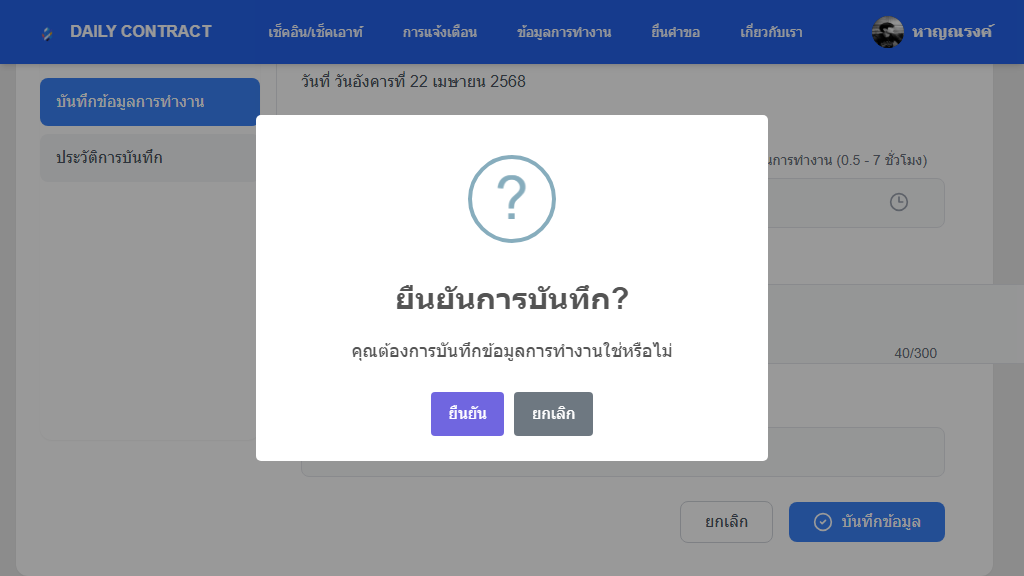 DAILY CONTRACT
เช็คอิน/เช็คเอาท์
การแจ้งเตือน
ข้อมูลการทำงาน
ยื่นคำขอ
เกี่ยวกับเรา
หาญณรงค์
บันทึกข้อมูลการทำงาน
ประวัติการบันทึก
วันที่ วันอังคารที่ 22 เมษายน 2568
การทำงาน (0.5 - 7 ชั่วโมง)
?
ยืนยันการบันทึก?
คุณต้องการบันทึกข้อมูลการทำงานใช่หรือไม่
40/300
ยืนยัน
ยกเลิก
ยกเลิก
บันทึกข้อมูล